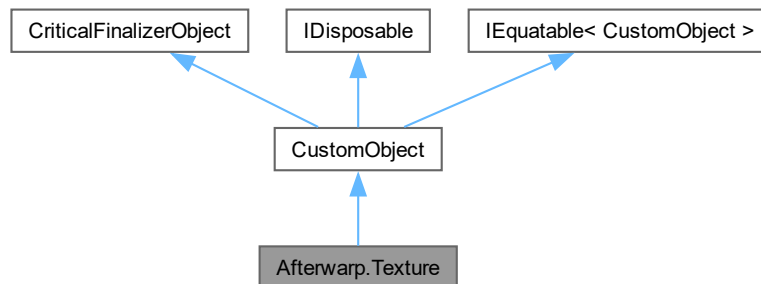 CriticalFinalizerObject
IDisposable
IEquatable< CustomObject >
CustomObject
Afterwarp.Texture